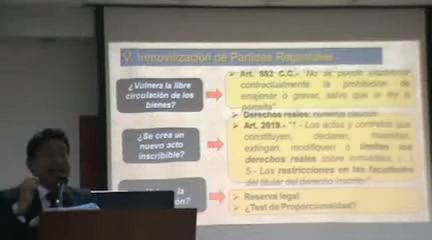 V. Inmovilización de Partidas Registrales.
¿Vulnera la libre
circulación de los
bienes?
Art. 882 C.C.- "No se puede establecer
contractualmente la prohibición de
enajenar o gravar, salvo que la ley lo
permita"
Derechos reales: numerus clausus
¿Se crea un
nuevo acto
inscribible?
Art. 2019.- "1.- Los actos y contratos que
constituyen, declaren, trasmitan,
extingan, modifiquen o limiten los
derechos reales sobre inmuebles, (...)
5.- Las restricciones en las facultades
del titular del derecho inscrito."
la
Reserva legal
¿Test de Proporcionalidad?